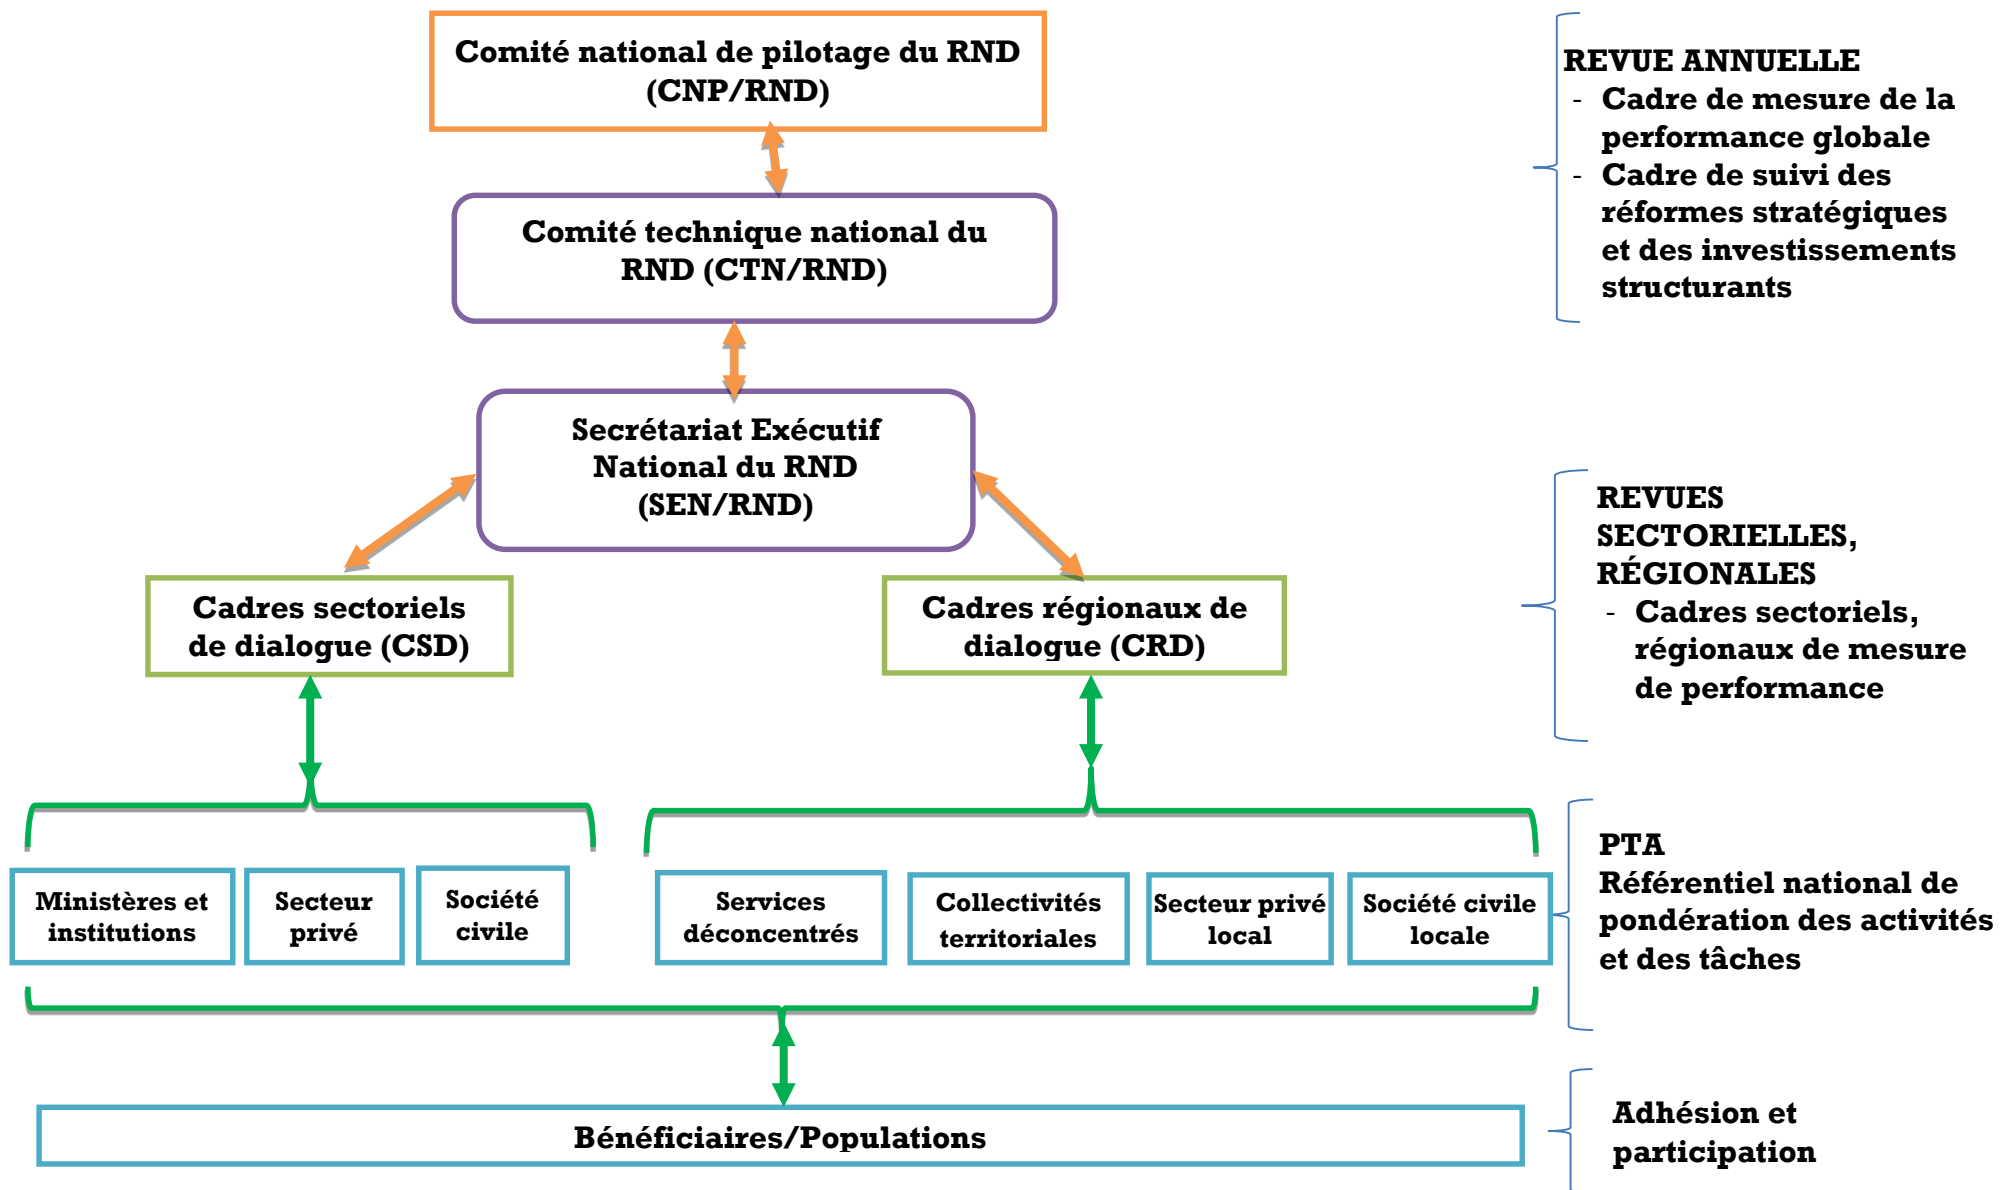 Comité national de pilotage du RND
(CNP/RND)
REVUE ANNUELLE
- Cadre de mesure de la
performance globale
- Cadre de suivi des
réformes stratégiques
et des investissements
structurants
Comité technique national du
RND (CTN/RND)
Secrétariat Exécutif
National du RND
(SEN/RND)
REVUES
SECTORIELLES,
RÉGIONALES
- Cadres sectoriels,
régionaux de mesure
de performance
Cadres sectoriels
de dialogue (CSD)
Cadres régionaux de
dialogue (CRD)
Ministères et
institutions
Secteur
privé
Société
civile
Services
déconcentrés
Collectivités
territoriales
Secteur privé
local
Société civile
locale
PTA
Référentiel national de
pondération des activités
et des tâches
Bénéficiaires/Populations
Adhésion et
participation